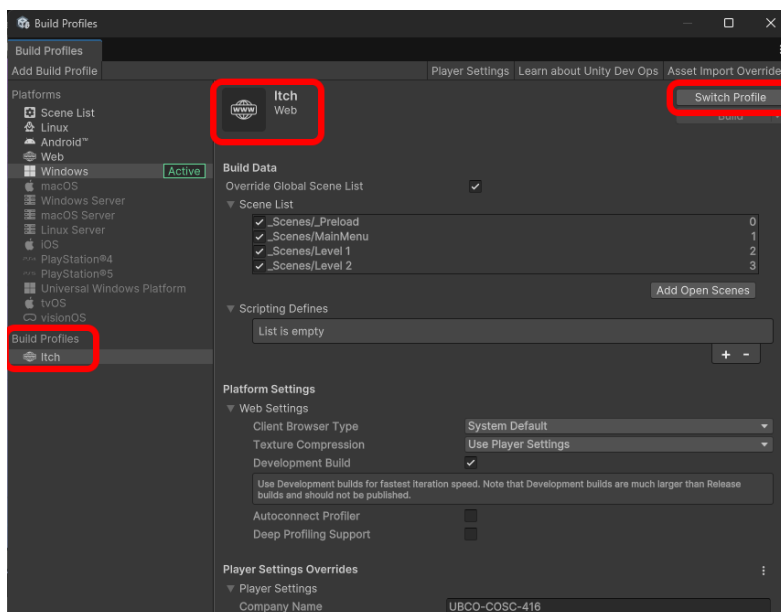 Build Profiles
Build Profiles
Add Build Profile
Player Settings Learn about Unity Dev Ops Asset Import Override
Platforms
Scene List
Linux
Android™
Web
Windows Active
macOS
Windows Server
macOS Server
Linux Server
iOS
PlayStation®4
PlayStation®5
Universal Windows Platform
tvOS
visionOS
Build Profiles
Itch
WWW
Itch
Web
Switch Profile
Build
Build Data
Override Global Scene List
Scene List
_Scenes/_Preload 0
_Scenes/MainMenu 1
_Scenes/Level 1 2
_Scenes/Level 2 3
Add Open Scenes
Scripting Defines
List is empty
+ -
Platform Settings
Web Settings
Client Browser Type System Default
Texture Compression Use Player Settings
Development Build
Use Development builds for fastest iteration speed. Note that Development builds are much larger than Release
builds and should not be published.
Autoconnect Profiler
Deep Profiling Support
Player Settings Overrides
Player Settings
Company Name UBCO-COSC-416